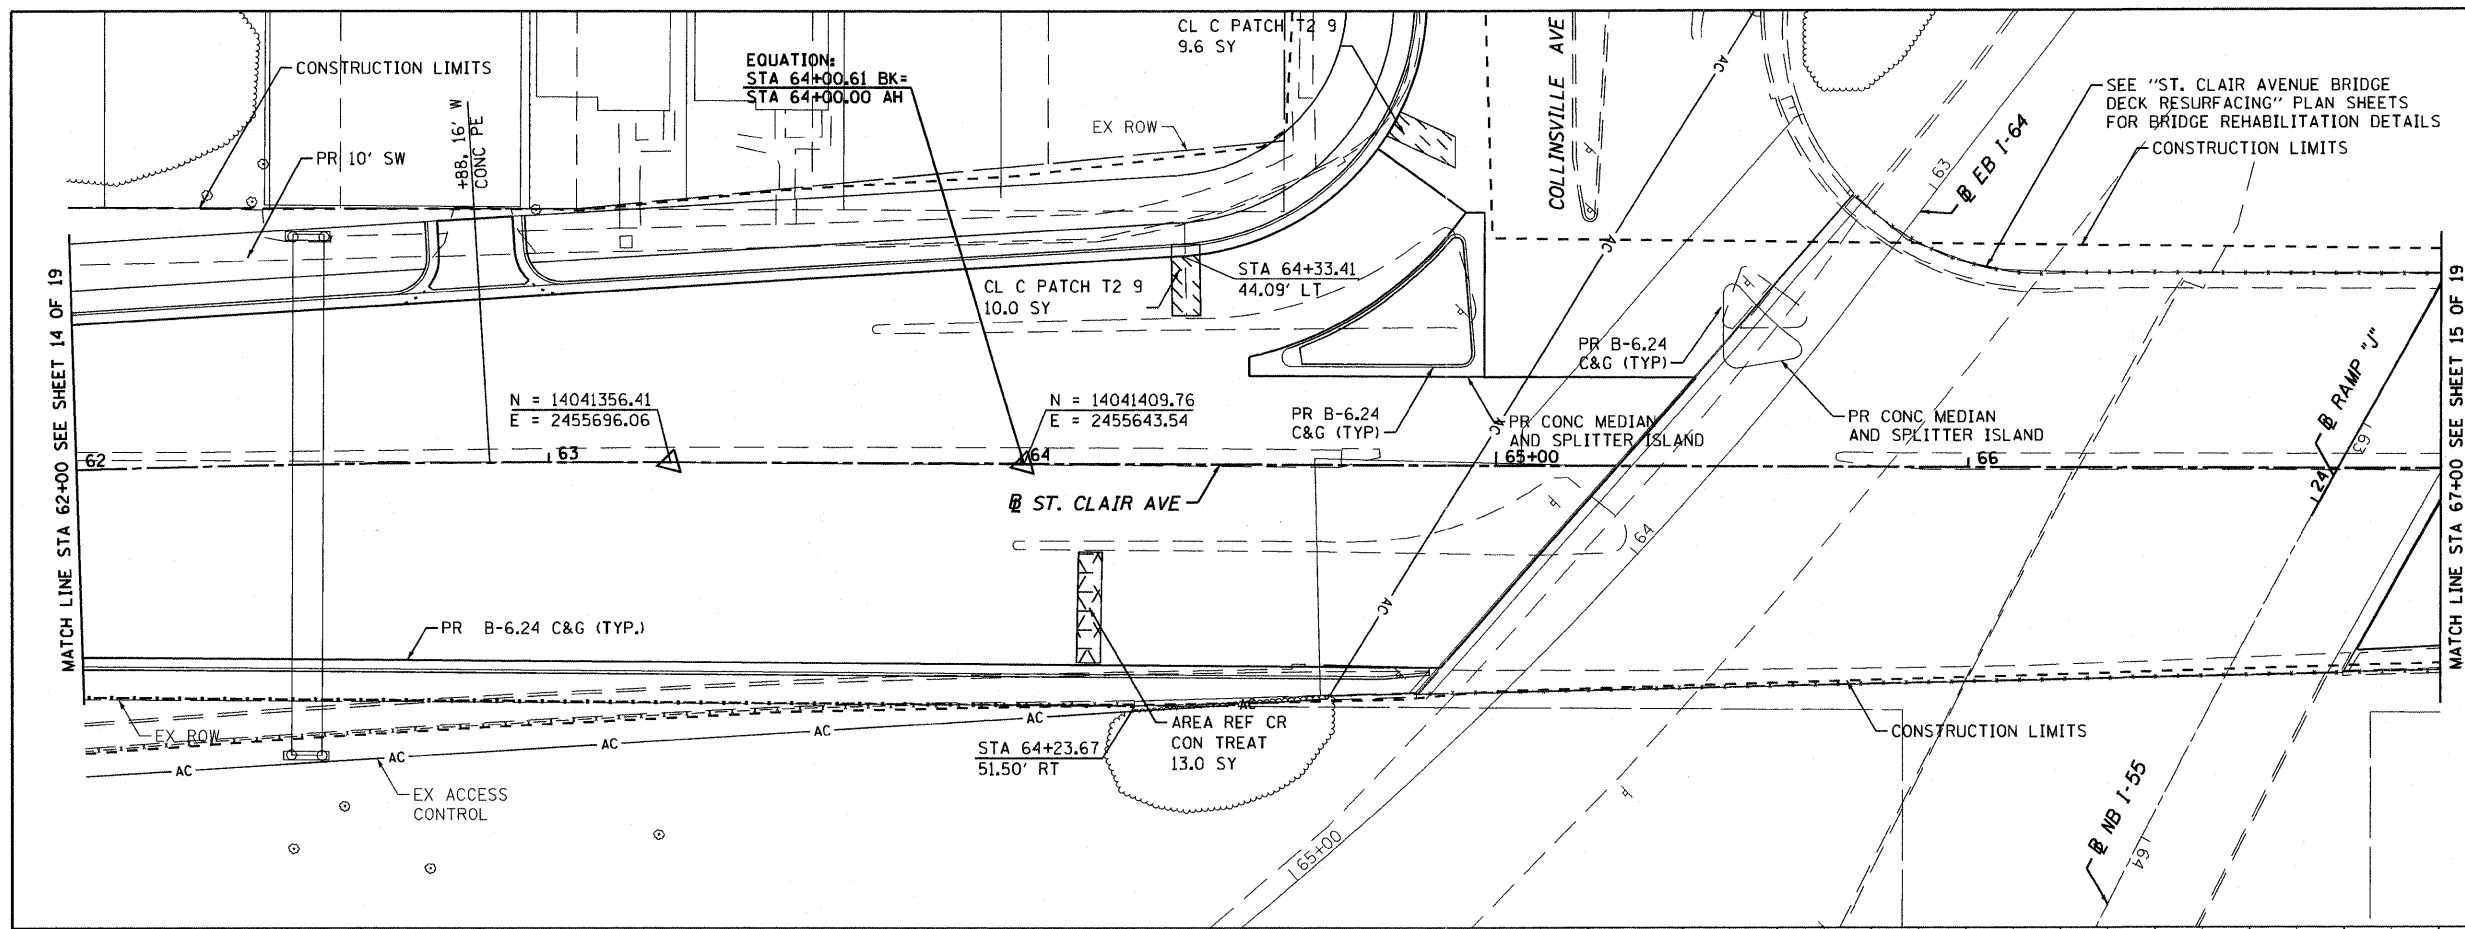 CONSTRUCTION LIMITS
PR 10' SW
+88, 16' W
CONC PE
EQUATION:
STA 64+00.61 BK=
STA 64+00.00 AH
CL C PATCH T2 9
9.6 SY
EX ROW
COLLINSVILLE AVE
AC
AC
AC
AC
63
℔ EB I-64
SEE "ST. CLAIR AVENUE BRIDGE
DECK RESURFACING" PLAN SHEETS
FOR BRIDGE REHABILITATION DETAILS
CONSTRUCTION LIMITS
MATCH LINE STA 62+00 SEE SHEET 14 OF 19
CL C PATCH T2 9
10.0 SY
STA 64+33.41
44.09' LT
PR B-6.24
C&G (TYP)
N = 14041356.41
E = 2455696.06
N = 14041409.76
E = 2455643.54
PR B-6.24
C&G (TYP)
PR CONC MEDIAN
AND SPLITTER ISLAND
PR CONC MEDIAN
AND SPLITTER ISLAND
℔ RAMP "J"
63
24
62
63
64
65+00
66
℔ ST. CLAIR AVE
64
MATCH LINE STA 67+00 SEE SHEET 15 OF 19
PR B-6.24 C&G (TYP.)
EX ROW
AC
AC
AC
AC
AC
AC
AREA REF CR
CON TREAT
13.0 SY
STA 64+23.67
51.50' RT
CONSTRUCTION LIMITS
EX ACCESS
CONTROL
65+00
℔ NB I-55
64